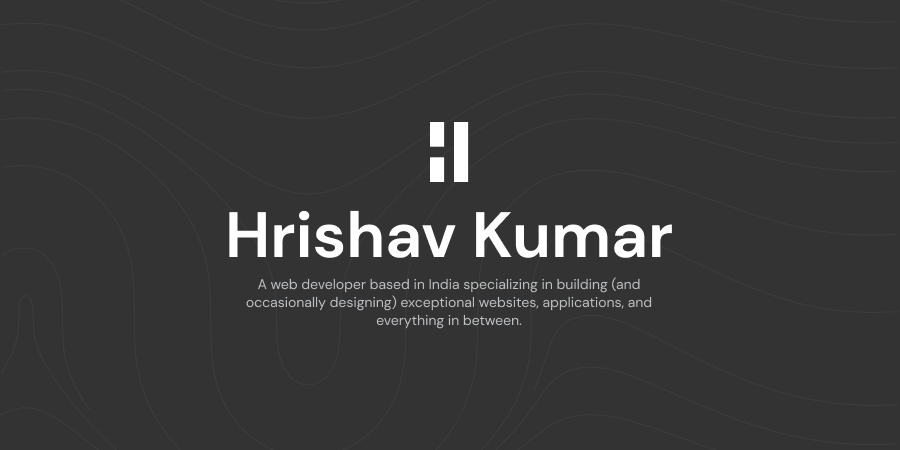 Hrishav Kumar
A web developer based in India specializing in building (and
occasionally designing) exceptional websites, applications, and
everything in between.